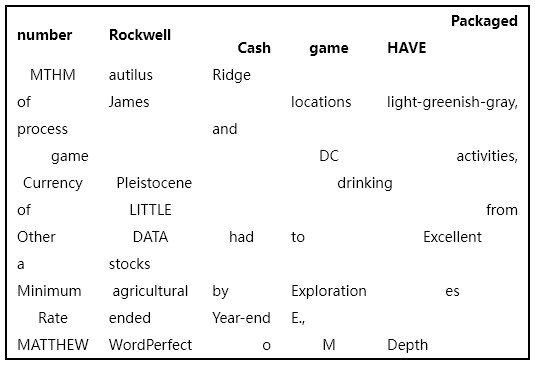 Packaged
number Rockwell
Cash game HAVE
MTHM autilus Ridge
of James locations light-greenish-gray,
process and
game DC activities,
Currency Pleistocene drinking
of LITTLE from
Other DATA had to Excellent
a stocks
Minimum agricultural by Exploration es
Rate ended Year-end E.,
MATTHEW WordPerfect o M Depth